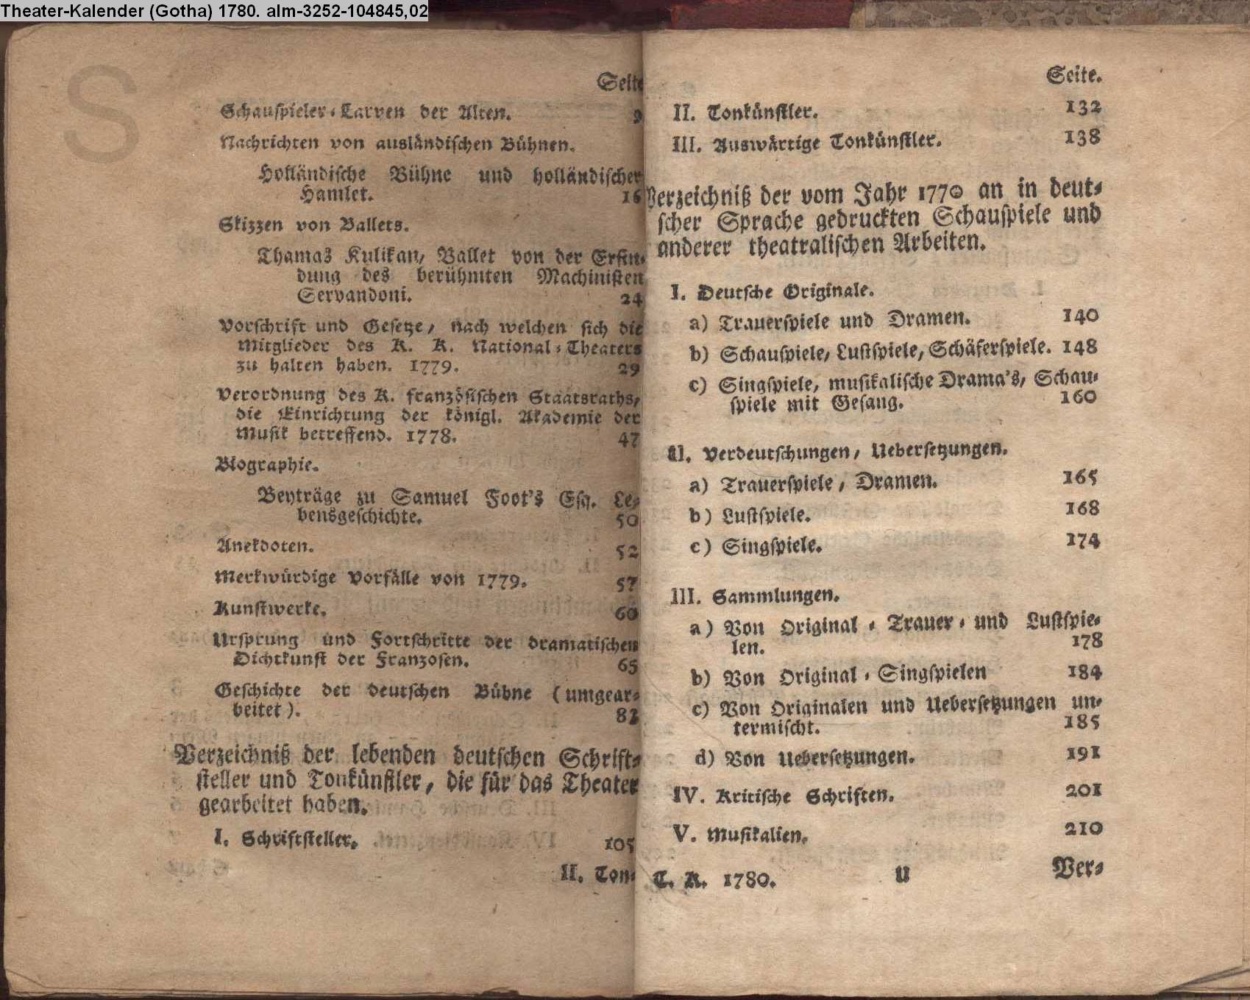 Theater-Kalender (Gotha) 1780. alm-3252-104845,02
S
Seite
Schauspieler-Larven der Alten. 9
Nachrichten von ausländischen Bühnen.
Holländische Bühne und holländischer
Hamlet. 16
Skizzen von Ballets.
Thamas Kulikan, Ballet von der Erfin-
dung des berühmten Machinisten
Servandoni. 24
Vorschrift und Gesetze, nach welchen sich die
Mitglieder des K. K. National-Theaters
zu halten haben. 1779. 29
Verordnung des K. französischen Staatsraths,
die Einrichtung der königl. Akademie der
Musik betreffend. 1778. 47
Biographie.
Beyträge zu Samuel Foot's Esq. Le-
bensgeschichte. 50
Anekdoten. 52
Merkwürdige Vorfälle von 1779. 57
Kunstwerke. 60
Ursprung und Fortschritte der dramatischen
Dichtkunst der Franzosen. 65
Geschichte der deutschen Bühne (umgear-
beitet).
Verzeichniß der lebenden deutschen Schrift-
steller und Tonkünstler, die für das Theater
gearbeitet haben.
I. Schriftsteller. 105
II. Ton-
Seite.
II. Tonkünstler. 132
III. Auswärtige Tonkünstler. 138
Verzeichniß der vom Jahr 1770 an in deut-
scher Sprache gedruckten Schauspiele und
anderer theatralischen Arbeiten.
I. Deutsche Originale.
a) Trauerspiele und Dramen. 140
b) Schauspiele, Lustspiele, Schäferspiele. 148
c) Singspiele, musikalische Drama's, Schau-
spiele mit Gesang. 160
II. Verdeutschungen, Uebersetzungen.
a) Trauerspiele, Dramen. 165
b) Lustspiele. 168
c) Singspiele. 174
III. Sammlungen.
a) Von Original-Trauer- und Lustspie-
len. 178
b) Von Original-Singspielen 184
c) Von Originalen und Uebersetzungen un-
termischt. 185
d) Von Uebersetzungen. 191
IV. Kritische Schriften. 201
V. Musikalien. 210
T. K. 1780. U Ver-